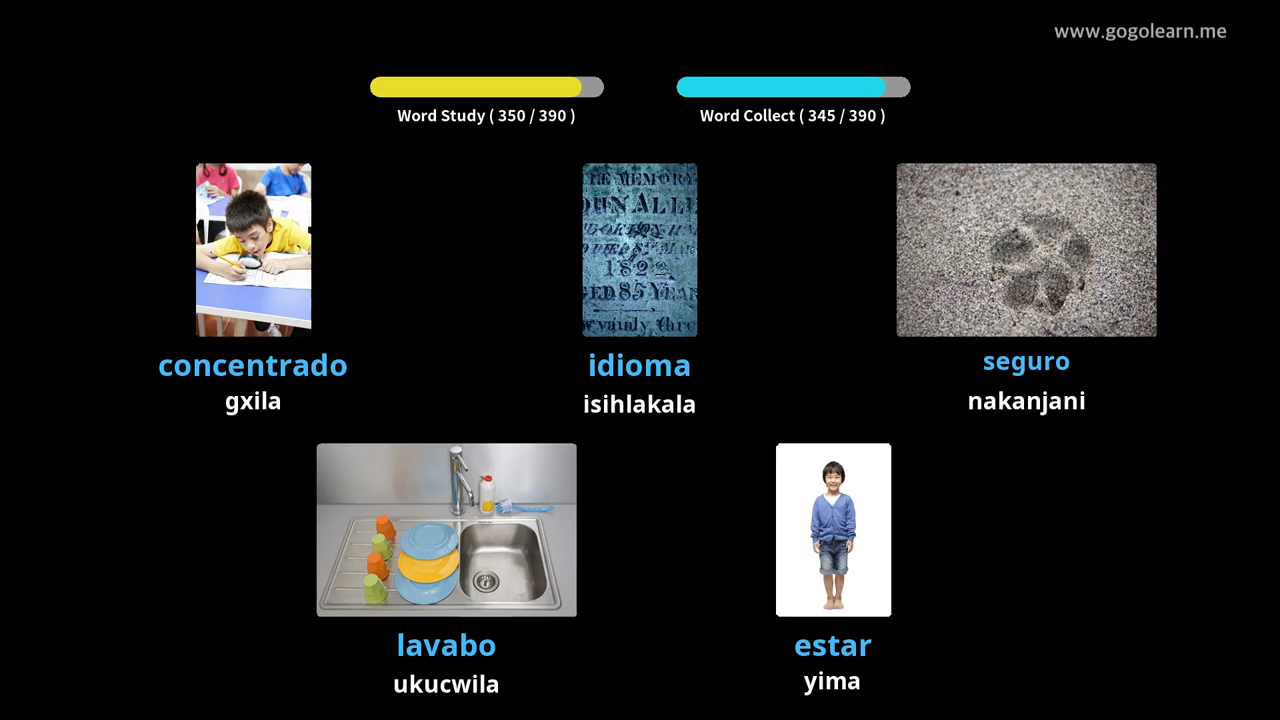 www.gogolearn.me
Word Study ( 350 / 390 )
Word Collect ( 345 / 390 )
1822
concentrado
gxila
idioma
isihlakala
seguro
nakanjani
lavabo
ukucwila
estar
yima